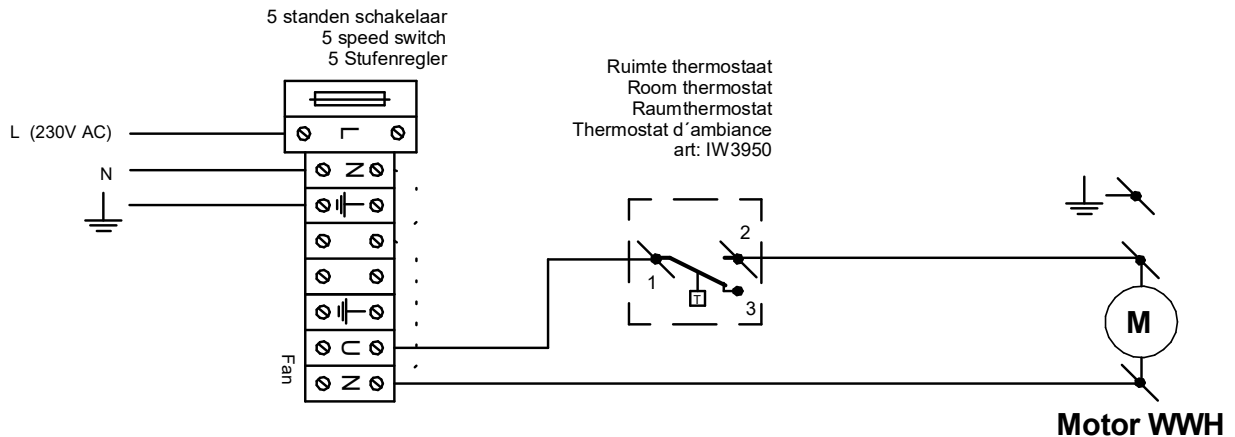 5 standen schakelaar
5 speed switch
5 Stufenregler
Ruimte thermostaat
Room thermostat
Raumthermostat
Thermostat d´ambiance
art: IW3950
L (230V AC)
L
N
N
1
2
3
T
U
N
Fan
M
Motor WWH